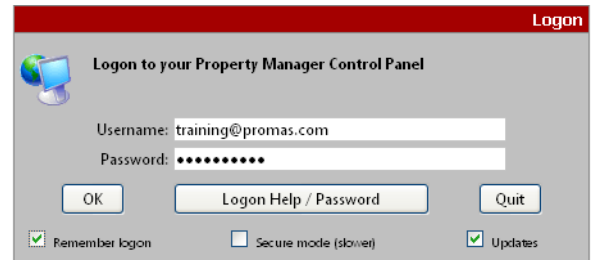 Logon
Logon to your Property Manager Control Panel
Username: training@promas.com
Password: ••••••••••
OK Logon Help / Password Quit
Remember logon Secure mode (slower) Updates